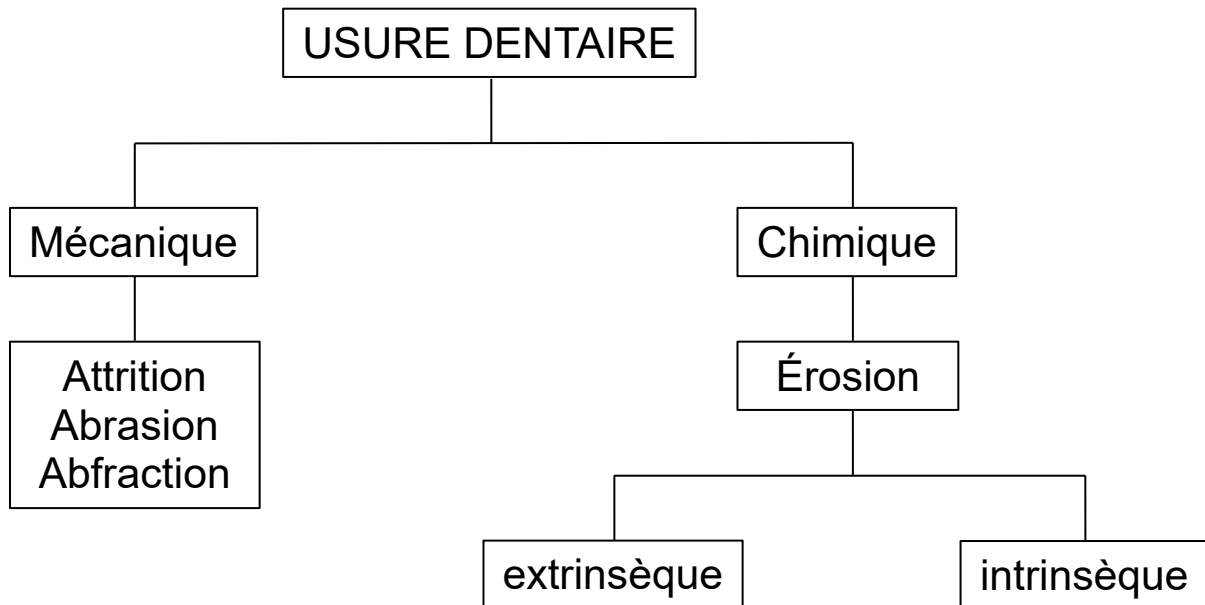 USURE DENTAIRE
Mécanique
Chimique
Attrition
Abrasion
Abfraction
Érosion
extrinsèque
intrinsèque